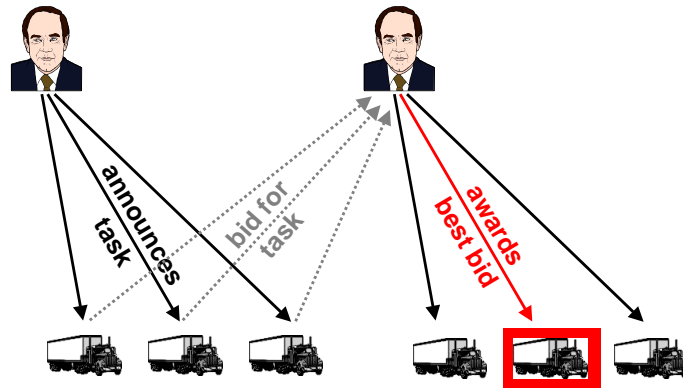 announces
task
bid for
task
awards
best bid